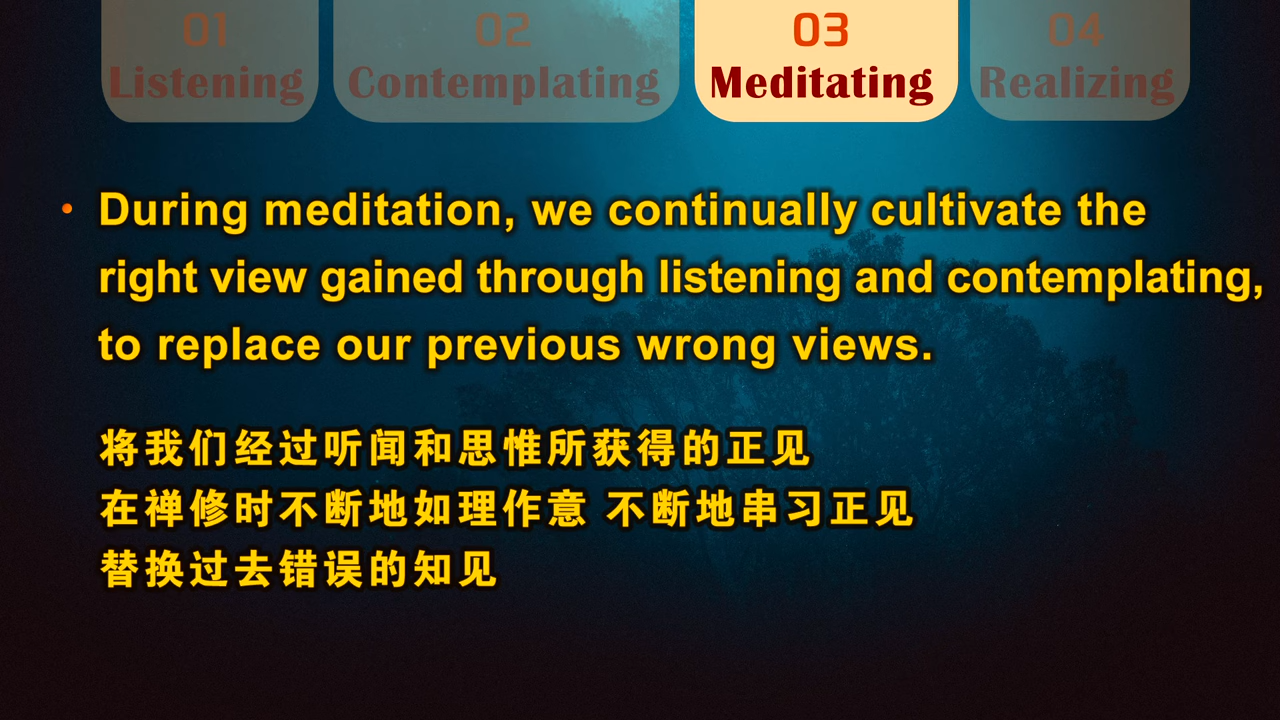 01
Listening
02
Contemplating
03
Meditating
04
Realizing
• During meditation, we continually cultivate the
right view gained through listening and contemplating,
to replace our previous wrong views.
将我们经过听闻和思惟所获得的正见
在禅修时不断地如理作意 不断地串习正见
替换过去错误的知见